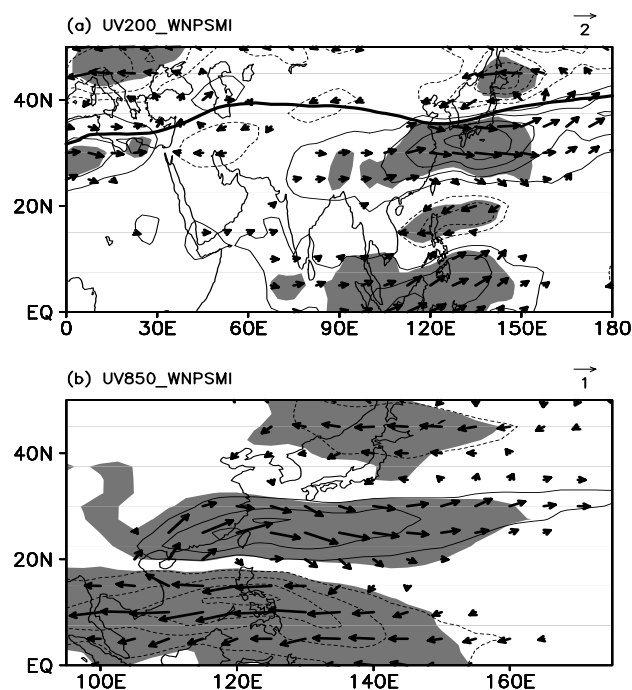 (a) UV200_WNPSMI
2
40N
20N
EQ
0 30E 60E 90E 120E 150E 180
(b) UV850_WNPSMI
1
40N
20N
EQ
100E 120E 140E 160E